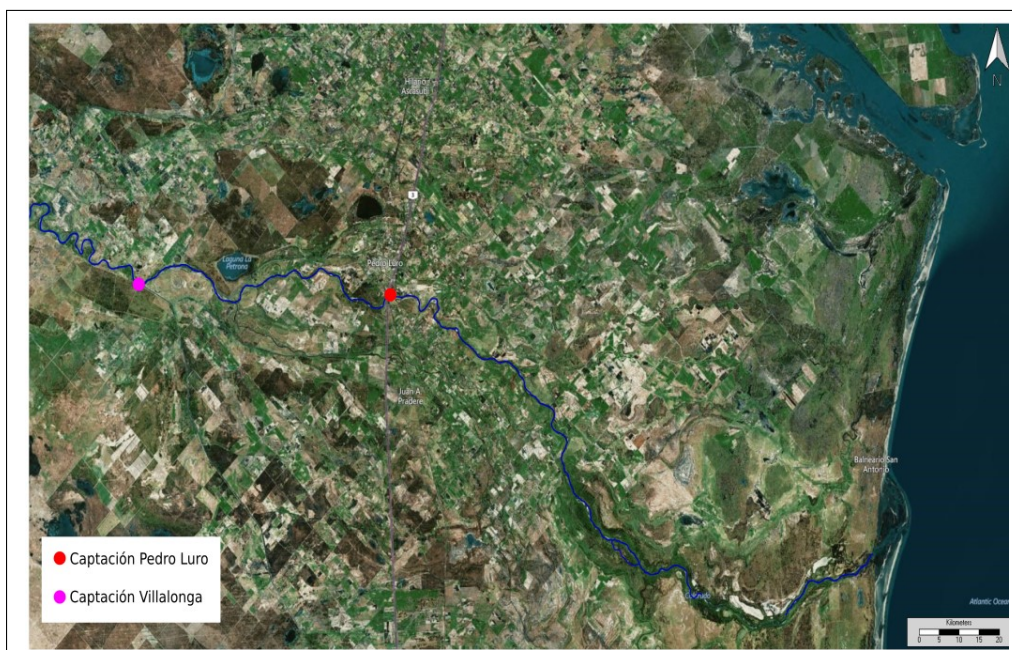 N
Hilario
Ascasubi
3
Laguna La
Petrona
Pedro Luro
Juan A
Pradere
Balneario San
Antonio
Colorado
Atlantic Ocean
Captación Pedro Luro
Captación Villalonga
Kilometers
0 5 10 15 20